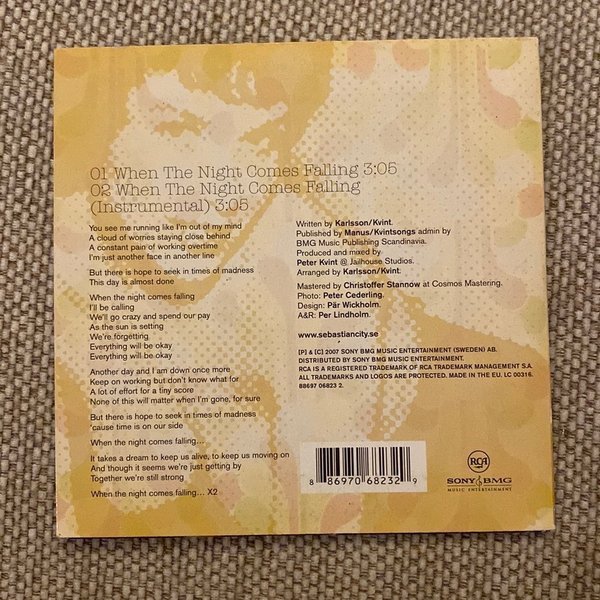 01 When The Night Comes Falling 3:05
02 When The Night Comes Falling
(Instrumental) 3:05
You see me running like I'm out of my mind
A cloud of worries staying close behind
A constant pain of working overtime
I'm just another face in another line
But there is hope to seek in times of madness
This day is almost done
When the night comes falling
I'll be calling
We'll go crazy and spend our pay
As the sun is setting
We're forgetting
Everything will be okay
Everything will be okay
Another day and I am down once more
Keep on working but don't know what for
A lot of effort for a tiny score
None of this will matter when I'm gone, for sure
But there is hope to seek in times of madness
'cause time is on our side
When the night comes falling...
It takes a dream to keep us alive, to keep us moving on
And though it seems we're just getting by
Together we're still strong
When the night comes falling... X2
Written by Karlsson/Kvint.
Published by Manus/Kvintsongs admin by
BMG Music Publishing Scandinavia.
Produced and mixed by
Peter Kvint @ Jailhouse Studios.
Arranged by Karlsson/Kvint.
Mastered by Christoffer Stannow at Cosmos Mastering.
Photo: Peter Cederling.
Design: Pär Wickholm.
A&R: Per Lindholm.
www.sebastiancity.se
[P] & [C] 2007 SONY BMG MUSIC ENTERTAINMENT (SWEDEN) AB.
DISTRIBUTED BY SONY BMG MUSIC ENTERTAINMENT.
RCA IS A REGISTERED TRADEMARK OF RCA TRADEMARK MANAGEMENT S.A.
ALL TRADEMARKS AND LOGOS ARE PROTECTED. MADE IN THE EU. LC 00316.
88697 06823 2
8 86970 68232 9
RCA
SONY BMG
MUSIC ENTERTAINMENT